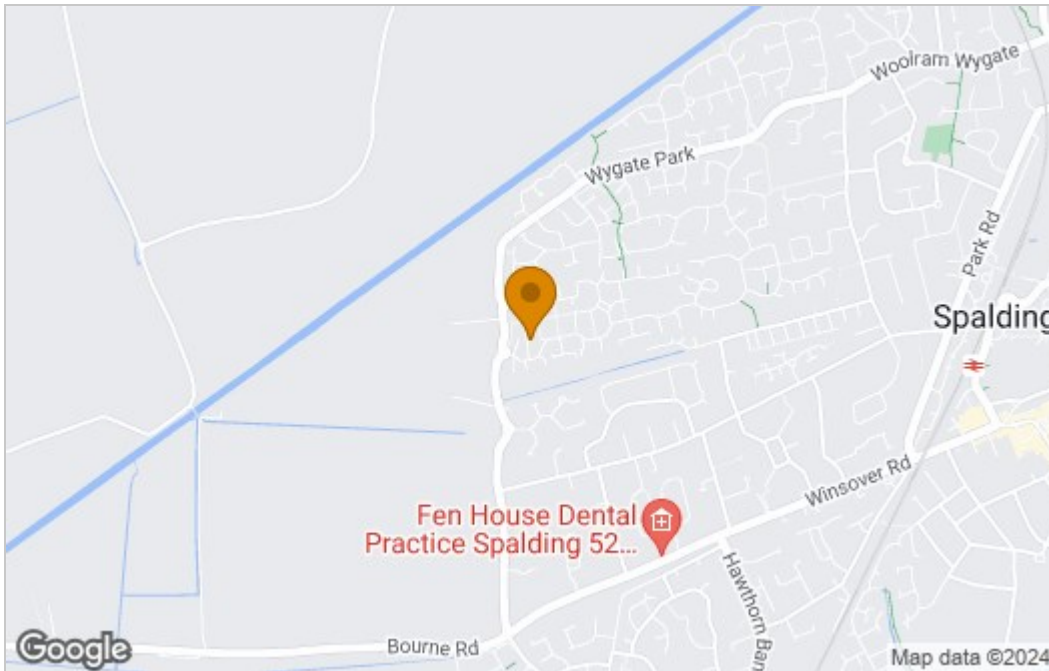 Woolram Wygate
Wygate Park
Park Rd
Spalding
Winsover Rd
Fen House Dental
Practice Spalding 52...
Hawthorn Ban
Bourne Rd
Google
Map data ©2024